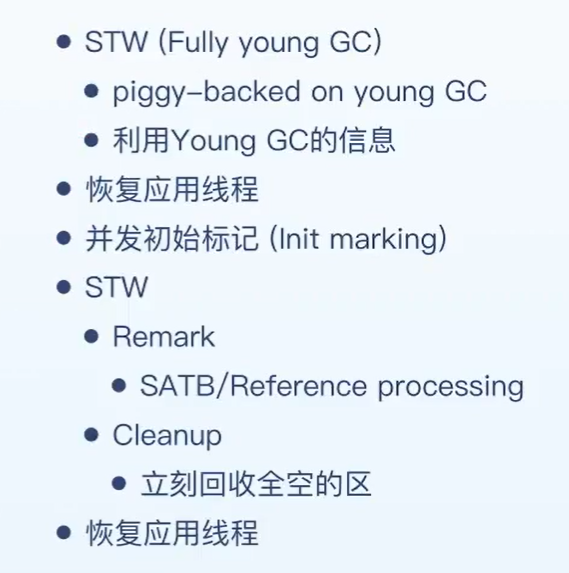 STW (Fully young GC)
piggy-backed on young GC
利用Young GC的信息
恢复应用线程
并发初始标记 (Init marking)
STW
Remark
SATB/Reference processing
Cleanup
立刻回收全空的区
恢复应用线程